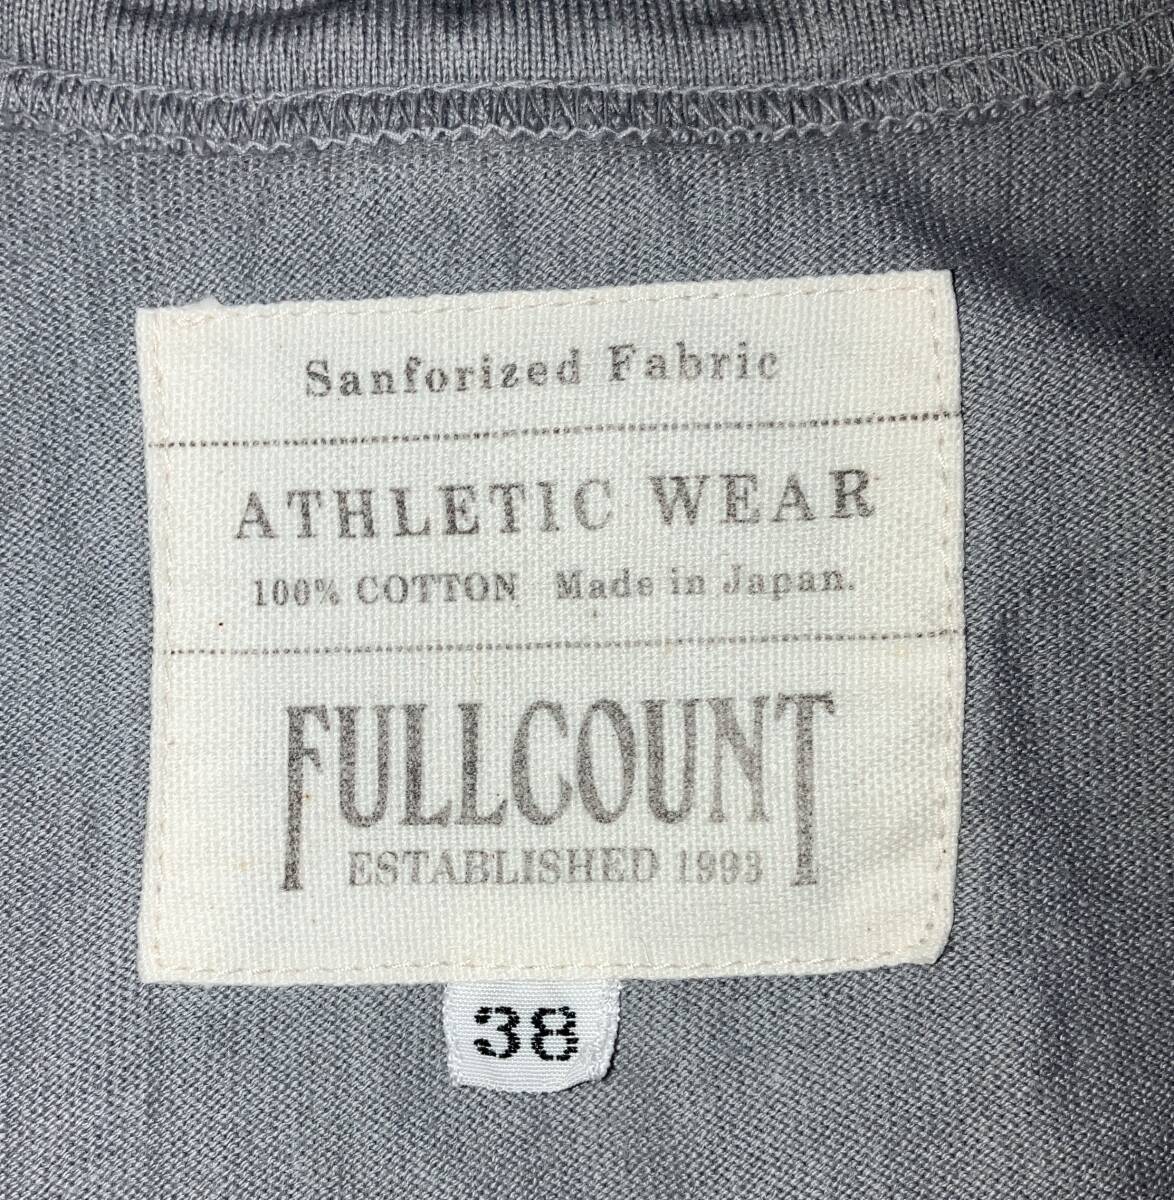 Sanforized Fabric
ATHLETIC WEAR
100% COTTON Made in Japan.
FULLCOUNT
ESTABLISHED 1993
38